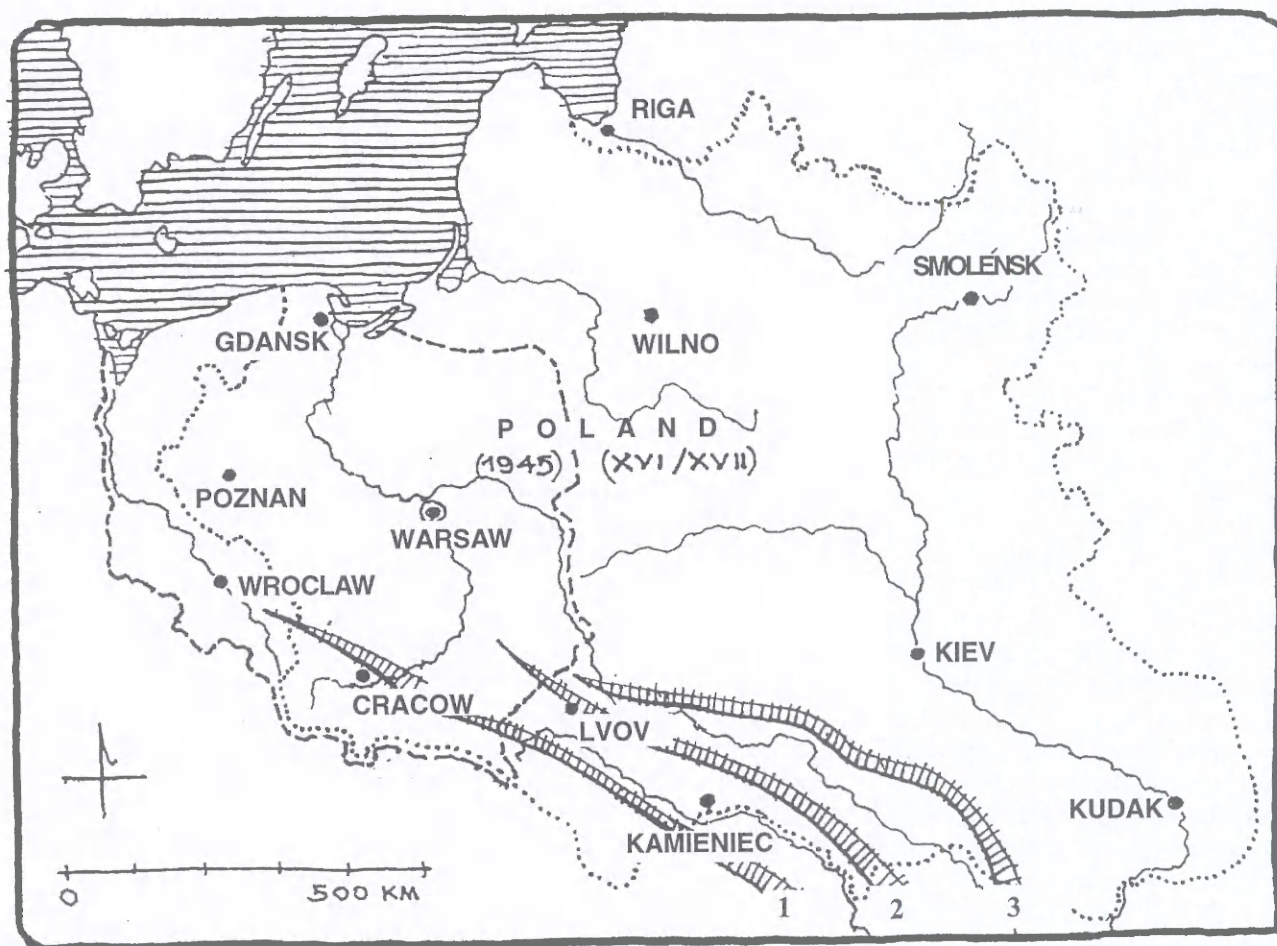 RIGA
SMOLEŃSK
GDANSK
WILNO
P O L A N D
(1945) (XVI/XVII)
POZNAN
WARSAW
WROCLAW
KIEV
CRACOW
LVOV
KUDAK
KAMIENIEC
0 500 KM
1 2 3